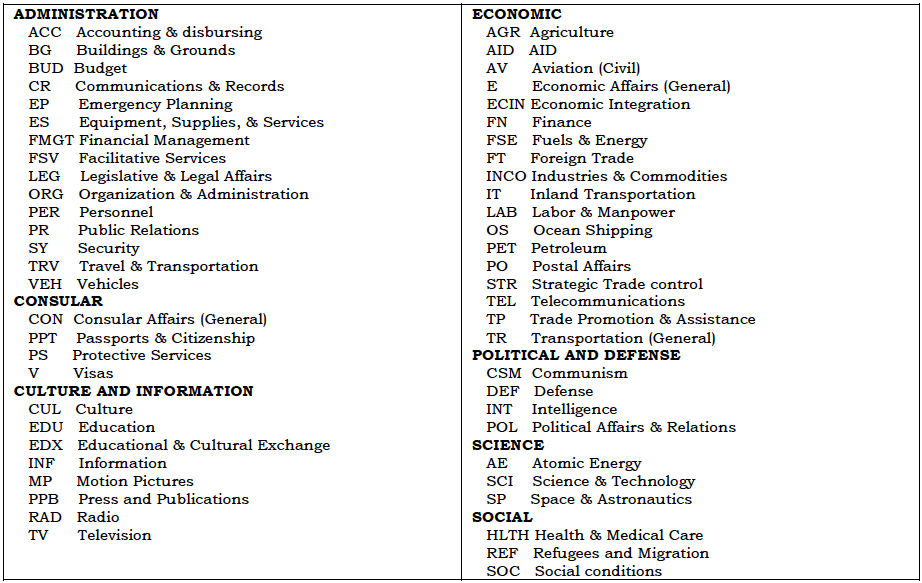 ADMINISTRATION
ACC Accounting & disbursing
BG Buildings & Grounds
BUD Budget
CR Communications & Records
EP Emergency Planning
ES Equipment, Supplies, & Services
FMGT Financial Management
FSV Facilitative Services
LEG Legislative & Legal Affairs
ORG Organization & Administration
PER Personnel
PR Public Relations
SY Security
TRV Travel & Transportation
VEH Vehicles
CONSULAR
CON Consular Affairs (General)
PPT Passports & Citizenship
PS Protective Services
V Visas
CULTURE AND INFORMATION
CUL Culture
EDU Education
EDX Educational & Cultural Exchange
INF Information
MP Motion Pictures
PPB Press and Publications
RAD Radio
TV Television
ECONOMIC
AGR Agriculture
AID AID
AV Aviation (Civil)
E Economic Affairs (General)
ECIN Economic Integration
FN Finance
FSE Fuels & Energy
FT Foreign Trade
INCO Industries & Commodities
IT Inland Transportation
LAB Labor & Manpower
OS Ocean Shipping
PET Petroleum
PO Postal Affairs
STR Strategic Trade control
TEL Telecommunications
TP Trade Promotion & Assistance
TR Transportation (General)
POLITICAL AND DEFENSE
CSM Communism
DEF Defense
INT Intelligence
POL Political Affairs & Relations
SCIENCE
AE Atomic Energy
SCI Science & Technology
SP Space & Astronautics
SOCIAL
HLTH Health & Medical Care
REF Refugees and Migration
SOC Social conditions